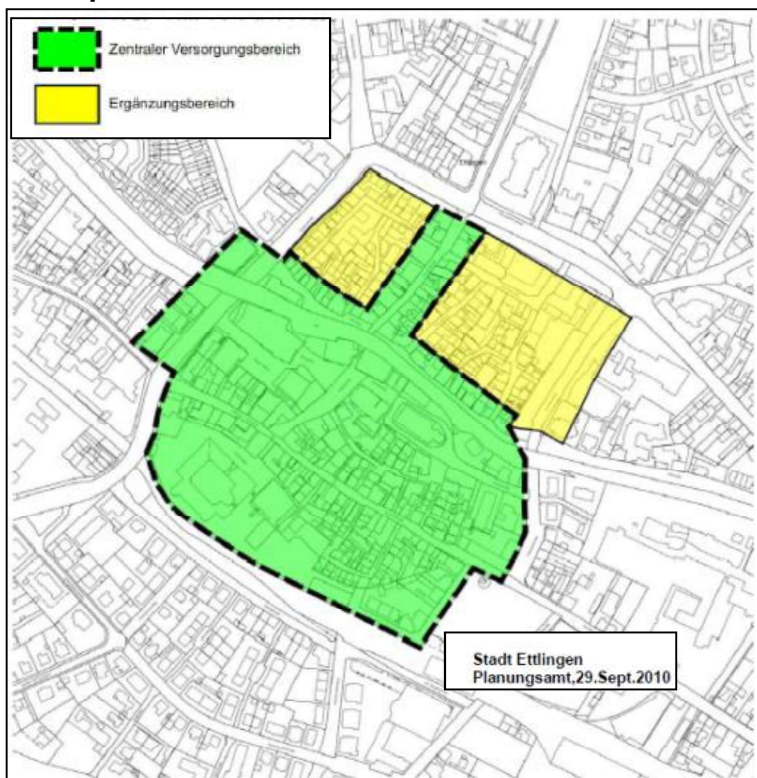 Zentraler Versorgungsbereich
Ergänzungsbereich
Stadt Ettlingen
Planungsamt,29.Sept.2010